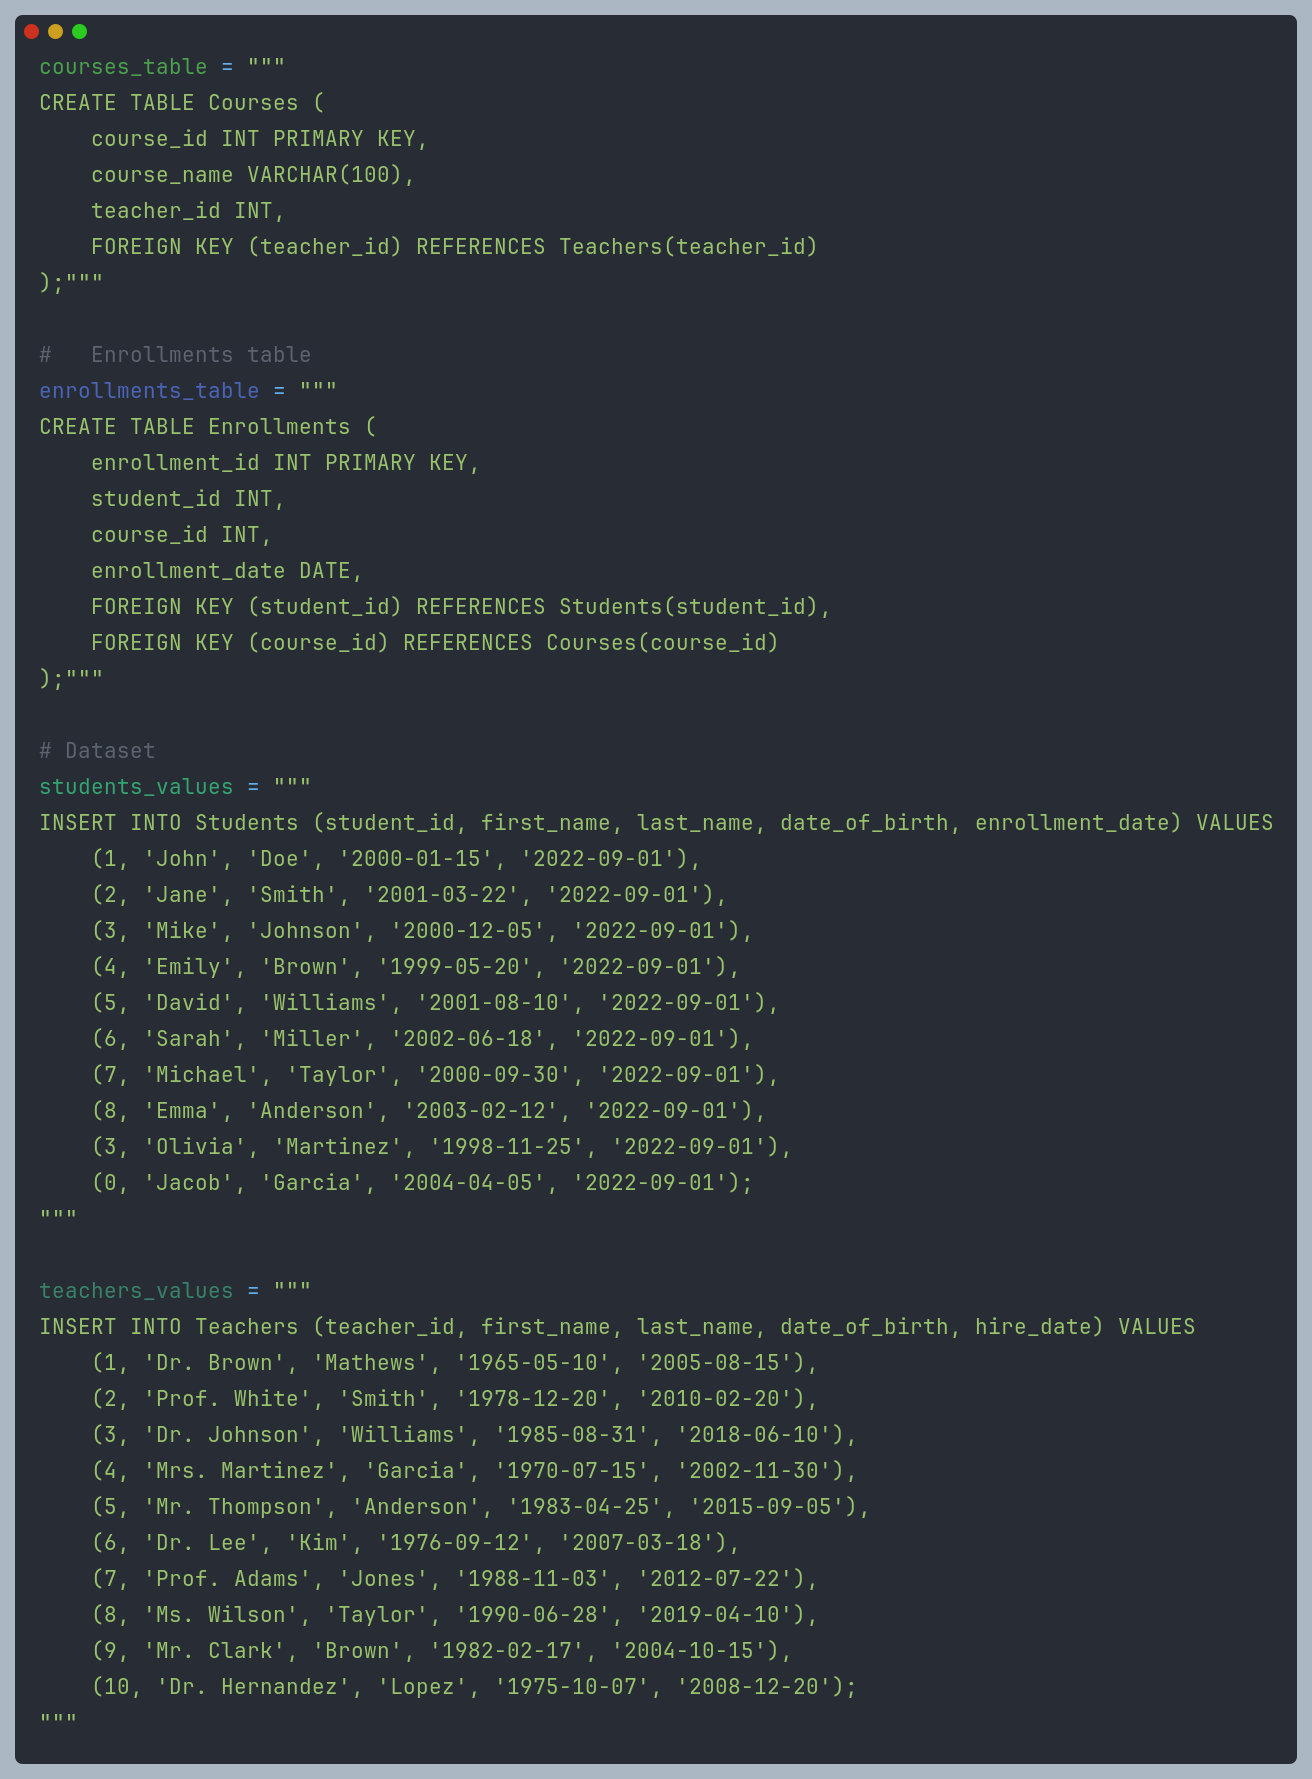 courses_table = """
CREATE TABLE Courses (
    course_id INT PRIMARY KEY,
    course_name VARCHAR(100),
    teacher_id INT,
    FOREIGN KEY (teacher_id) REFERENCES Teachers(teacher_id)
);"""

#   Enrollments table
enrollments_table = """
CREATE TABLE Enrollments (
    enrollment_id INT PRIMARY KEY,
    student_id INT,
    course_id INT,
    enrollment_date DATE,
    FOREIGN KEY (student_id) REFERENCES Students(student_id),
    FOREIGN KEY (course_id) REFERENCES Courses(course_id)
);"""

# Dataset
students_values = """
INSERT INTO Students (student_id, first_name, last_name, date_of_birth, enrollment_date) VALUES
    (1, 'John', 'Doe', '2000-01-15', '2022-09-01'),
    (2, 'Jane', 'Smith', '2001-03-22', '2022-09-01'),
    (3, 'Mike', 'Johnson', '2000-12-05', '2022-09-01'),
    (4, 'Emily', 'Brown', '1999-05-20', '2022-09-01'),
    (5, 'David', 'Williams', '2001-08-10', '2022-09-01'),
    (6, 'Sarah', 'Miller', '2002-06-18', '2022-09-01'),
    (7, 'Michael', 'Taylor', '2000-09-30', '2022-09-01'),
    (8, 'Emma', 'Anderson', '2003-02-12', '2022-09-01'),
    (3, 'Olivia', 'Martinez', '1998-11-25', '2022-09-01'),
    (0, 'Jacob', 'Garcia', '2004-04-05', '2022-09-01');
"""

teachers_values = """
INSERT INTO Teachers (teacher_id, first_name, last_name, date_of_birth, hire_date) VALUES
    (1, 'Dr. Brown', 'Mathews', '1965-05-10', '2005-08-15'),
    (2, 'Prof. White', 'Smith', '1978-12-20', '2010-02-20'),
    (3, 'Dr. Johnson', 'Williams', '1985-08-31', '2018-06-10'),
    (4, 'Mrs. Martinez', 'Garcia', '1970-07-15', '2002-11-30'),
    (5, 'Mr. Thompson', 'Anderson', '1983-04-25', '2015-09-05'),
    (6, 'Dr. Lee', 'Kim', '1976-09-12', '2007-03-18'),
    (7, 'Prof. Adams', 'Jones', '1988-11-03', '2012-07-22'),
    (8, 'Ms. Wilson', 'Taylor', '1990-06-28', '2019-04-10'),
    (9, 'Mr. Clark', 'Brown', '1982-02-17', '2004-10-15'),
    (10, 'Dr. Hernandez', 'Lopez', '1975-10-07', '2008-12-20');
"""